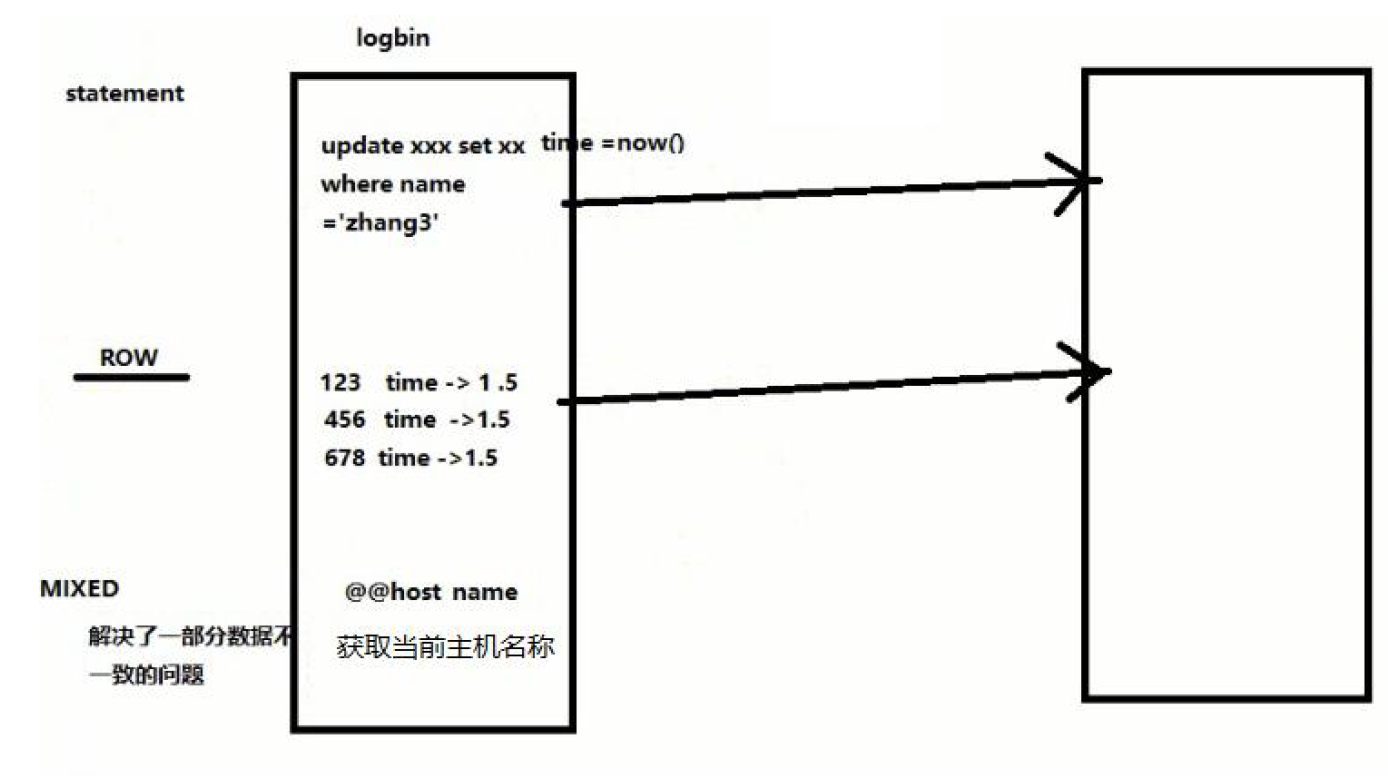 logbin
statement
update xxx set xx time =now()
where name
='zhang3'
ROW
123 time -> 1 .5
456 time ->1.5
678 time ->1.5
MIXED
@@host name
解决了一部分数据不
获取当前主机名称
一致的问题